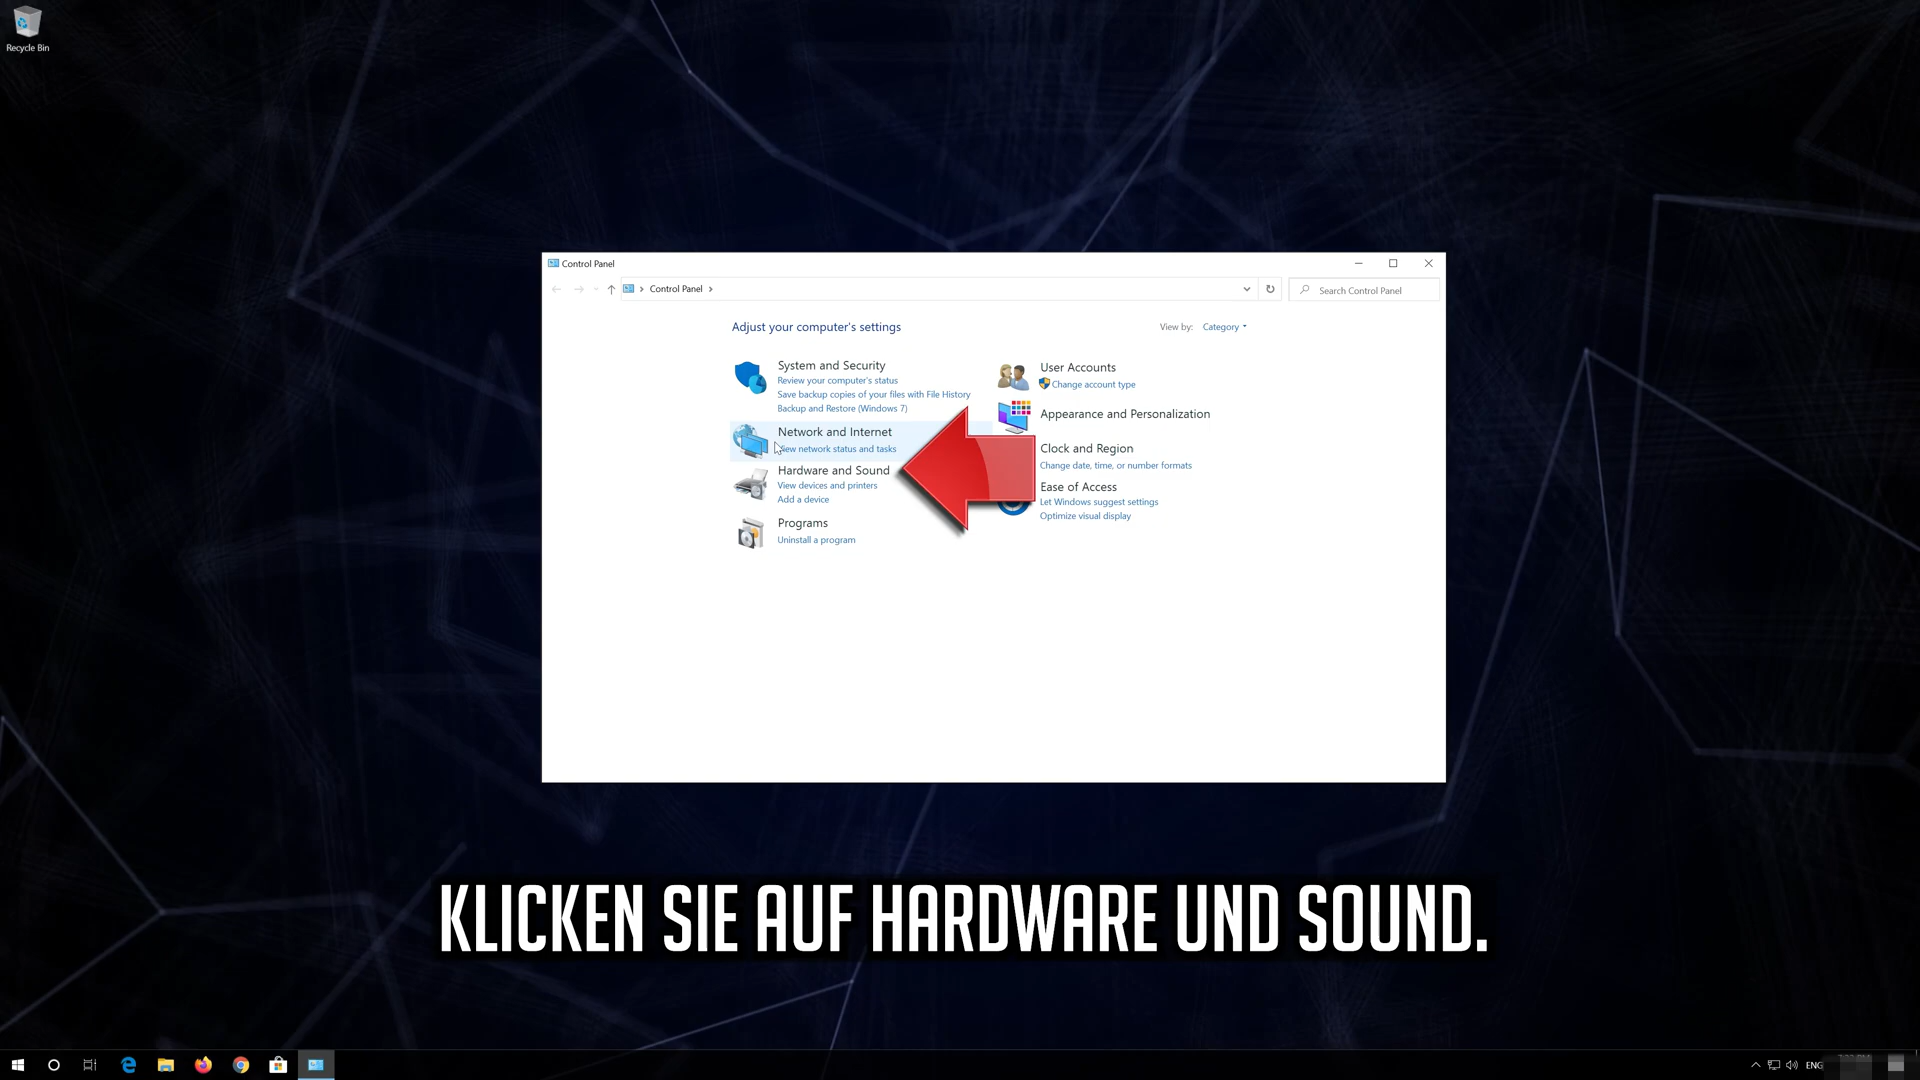 Recycle Bin
Control Panel
Control Panel
Search Control Panel
Adjust your computer's settings
View by: Category
System and Security
Review your computer's status
Save backup copies of your files with File History
Backup and Restore (Windows 7)
Network and Internet
View network status and tasks
Hardware and Sound
View devices and printers
Add a device
Programs
Uninstall a program
User Accounts
Change account type
Appearance and Personalization
Clock and Region
Change date, time, or number formats
Ease of Access
Let Windows suggest settings
Optimize visual display
KLICKEN SIE AUF HARDWARE UND SOUND.
ENG